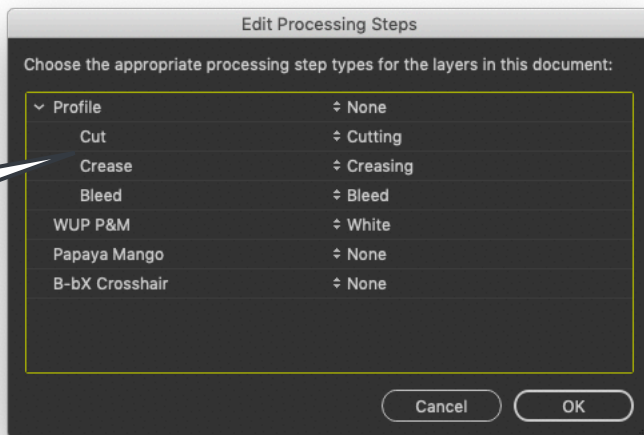 Edit Processing Steps
Choose the appropriate processing step types for the layers in this document:
Profile None
Cut Cutting
Crease Creasing
Bleed Bleed
WUP P&M White
Papaya Mango None
B-bX Crosshair None
Cancel OK